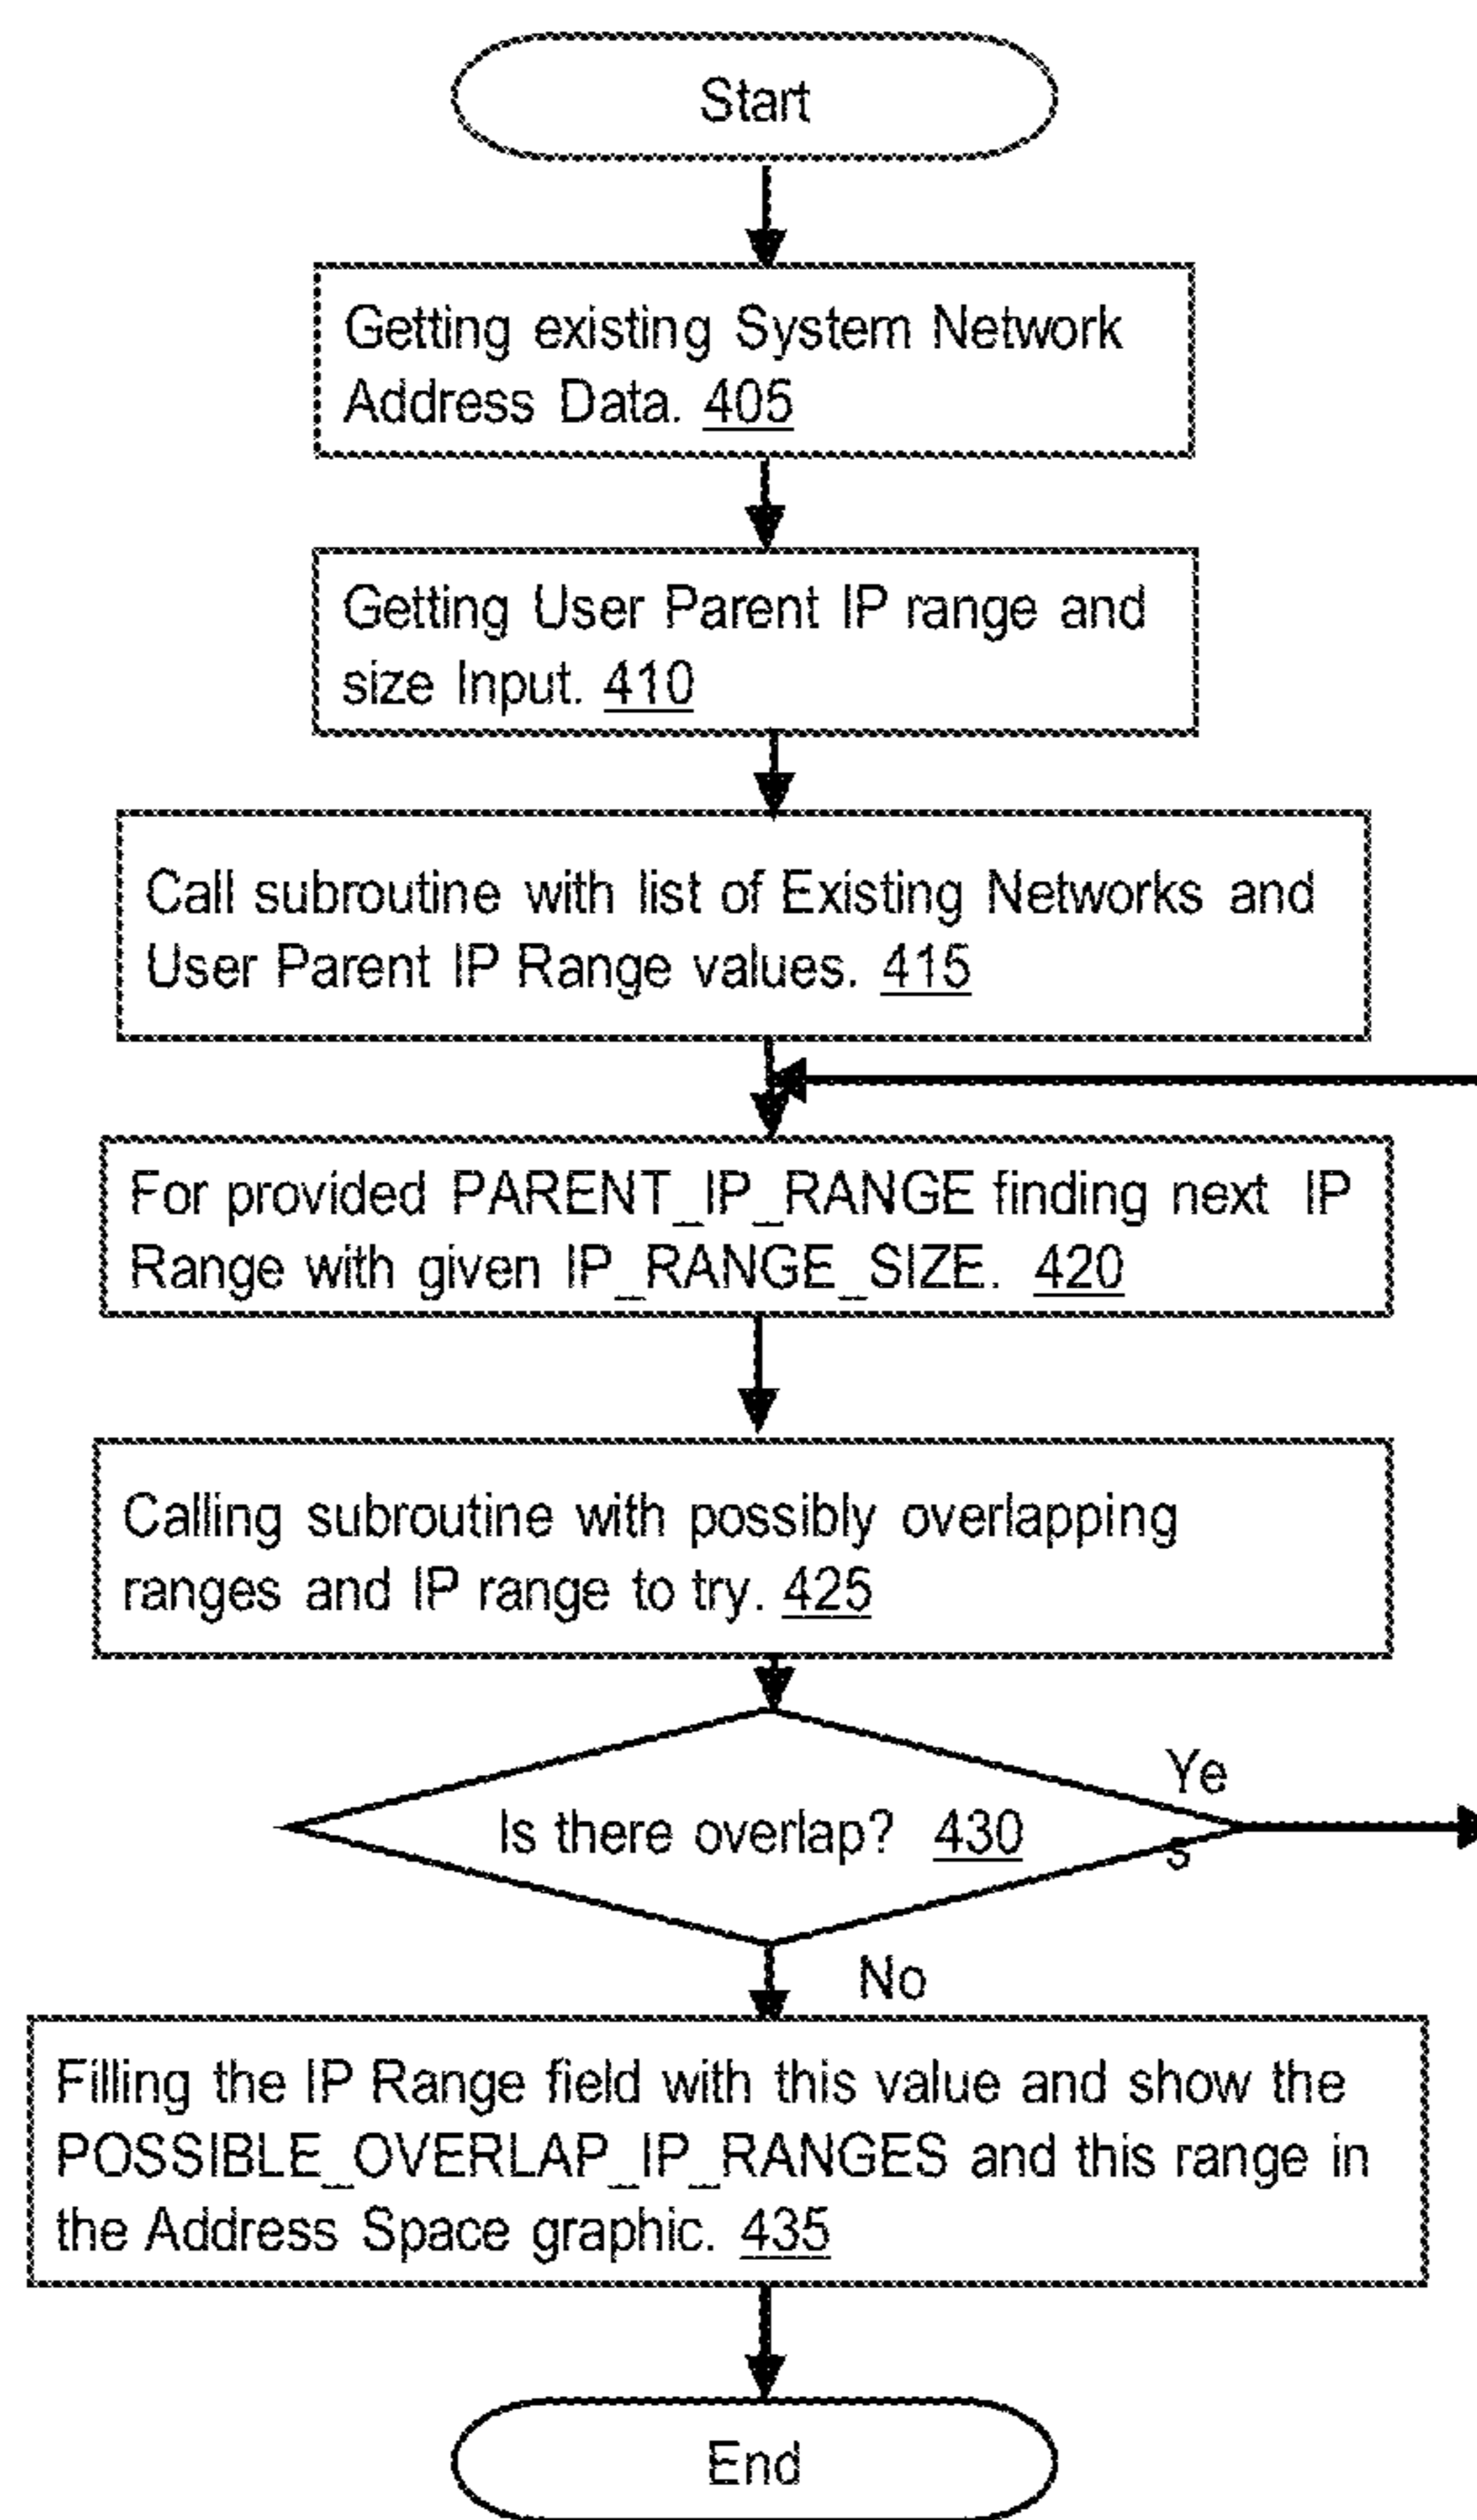 Start
Getting existing System Network
Address Data. 405
Getting User Parent IP range and
size Input. 410
Call subroutine with list of Existing Networks and
User Parent IP Range values. 415
For provided PARENT_IP_RANGE finding next IP
Range with given IP_RANGE_SIZE. 420
Calling subroutine with possibly overlapping
ranges and IP range to try. 425
Ye
Is there overlap? 430
s
No
Filling the IP Range field with this value and show the
POSSIBLE_OVERLAP_IP_RANGES and this range in
the Address Space graphic. 435
End